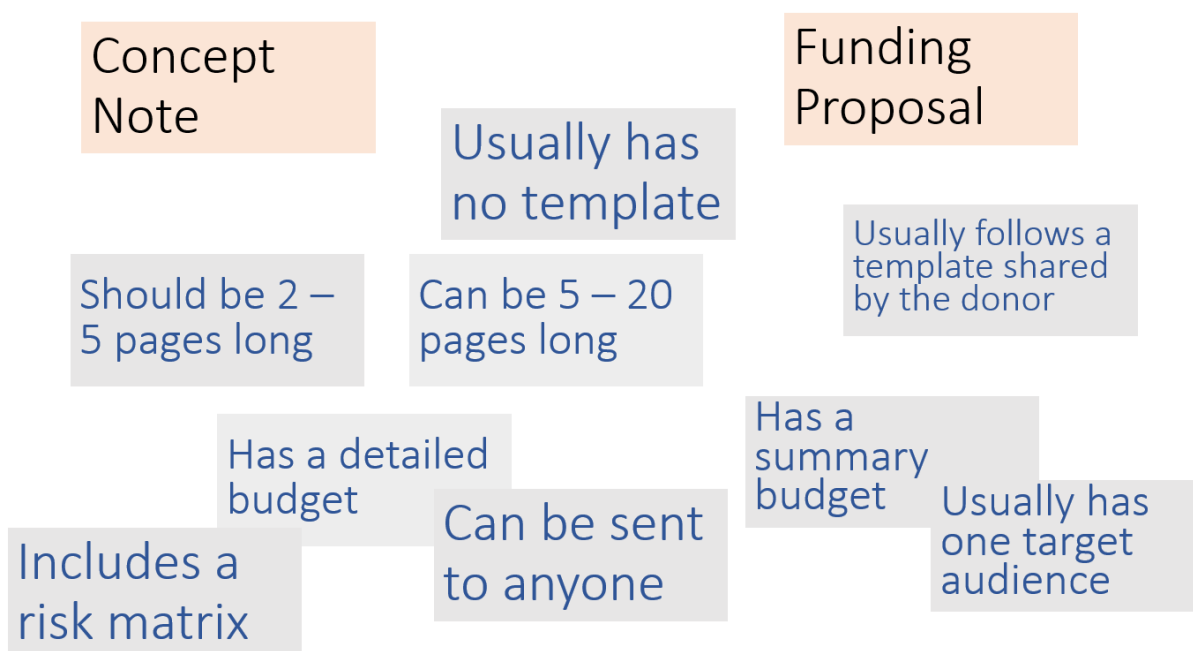 Concept
Note
Funding
Proposal
Usually has
no template
Usually follows a
template shared
by the donor
Should be 2 –
5 pages long
Can be 5 – 20
pages long
Has a detailed
budget
Has a
summary
budget
Can be sent
to anyone
Usually has
one target
audience
Includes a
risk matrix